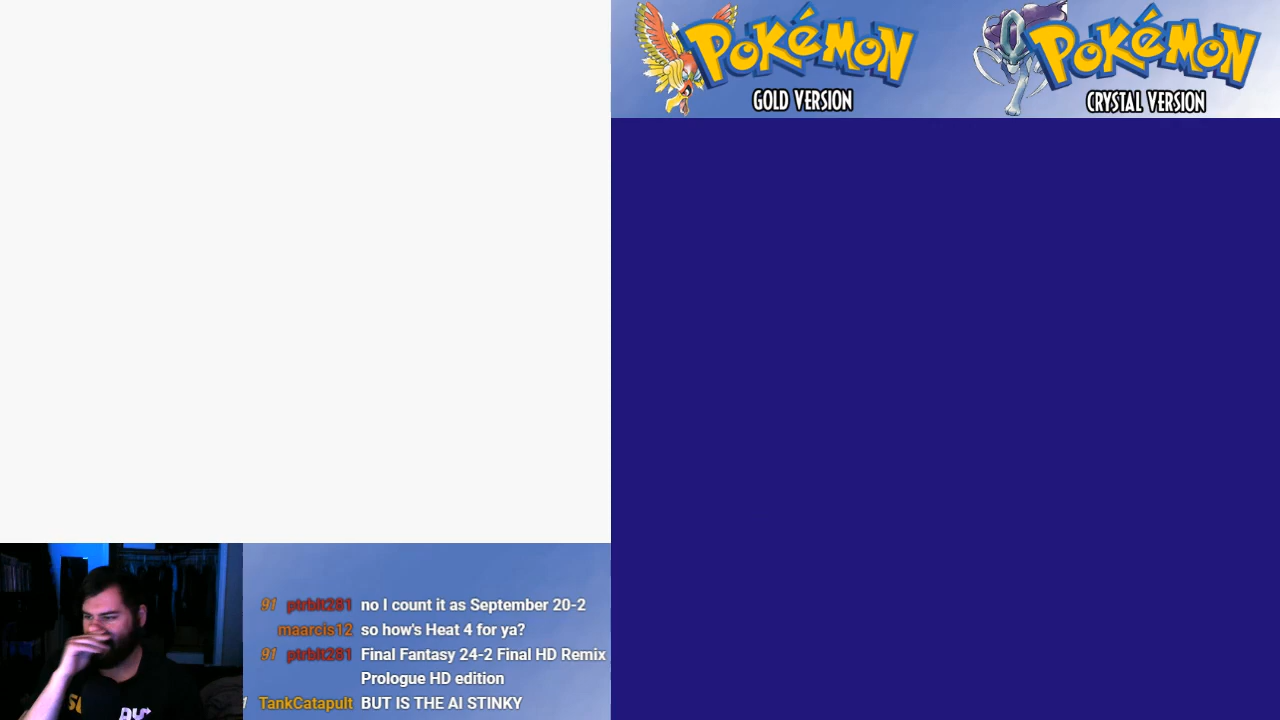 POKéMON
GOLD VERSION
POKéMON
CRYSTAL VERSION
91 ptrblt281 no I count it as September 20-2
maarcis12 so how's Heat 4 for ya?
91 ptrblt281 Final Fantasy 24-2 Final HD Remix
Prologue HD edition
TankCatapult BUT IS THE AI STINKY